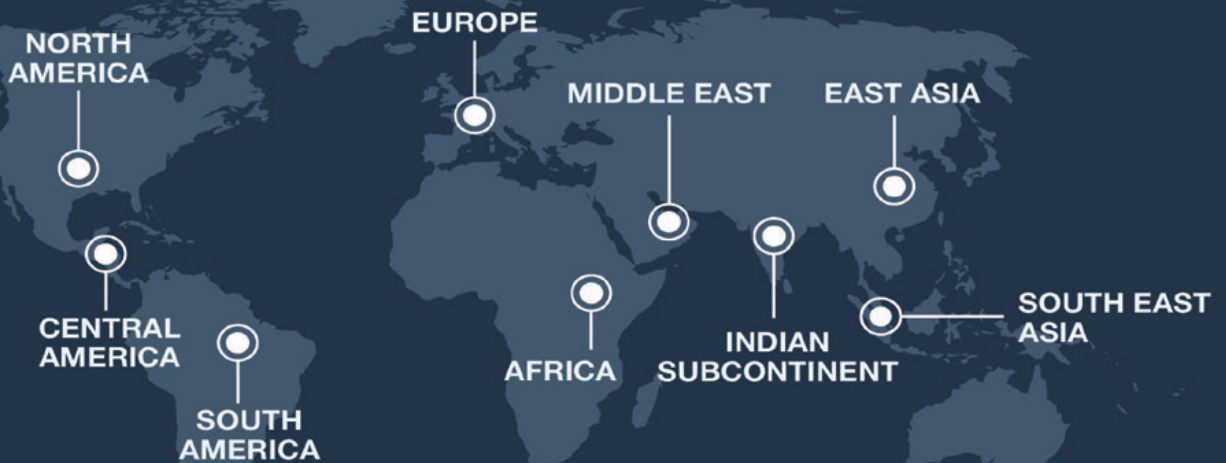 EUROPE
NORTH
AMERICA
MIDDLE EAST
EAST ASIA
CENTRAL
AMERICA
SOUTH EAST
ASIA
AFRICA
INDIAN
SUBCONTINENT
SOUTH
AMERICA